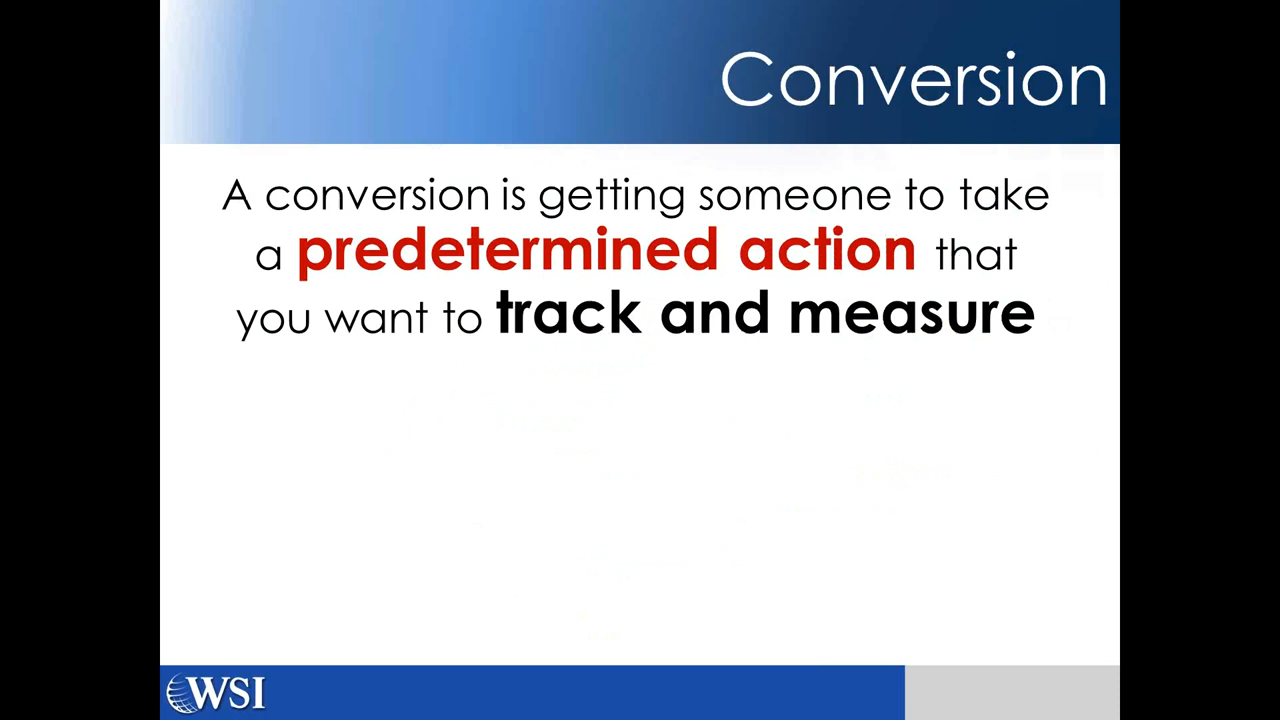 Conversion
A conversion is getting someone to take
a predetermined action that
you want to track and measure
WSI